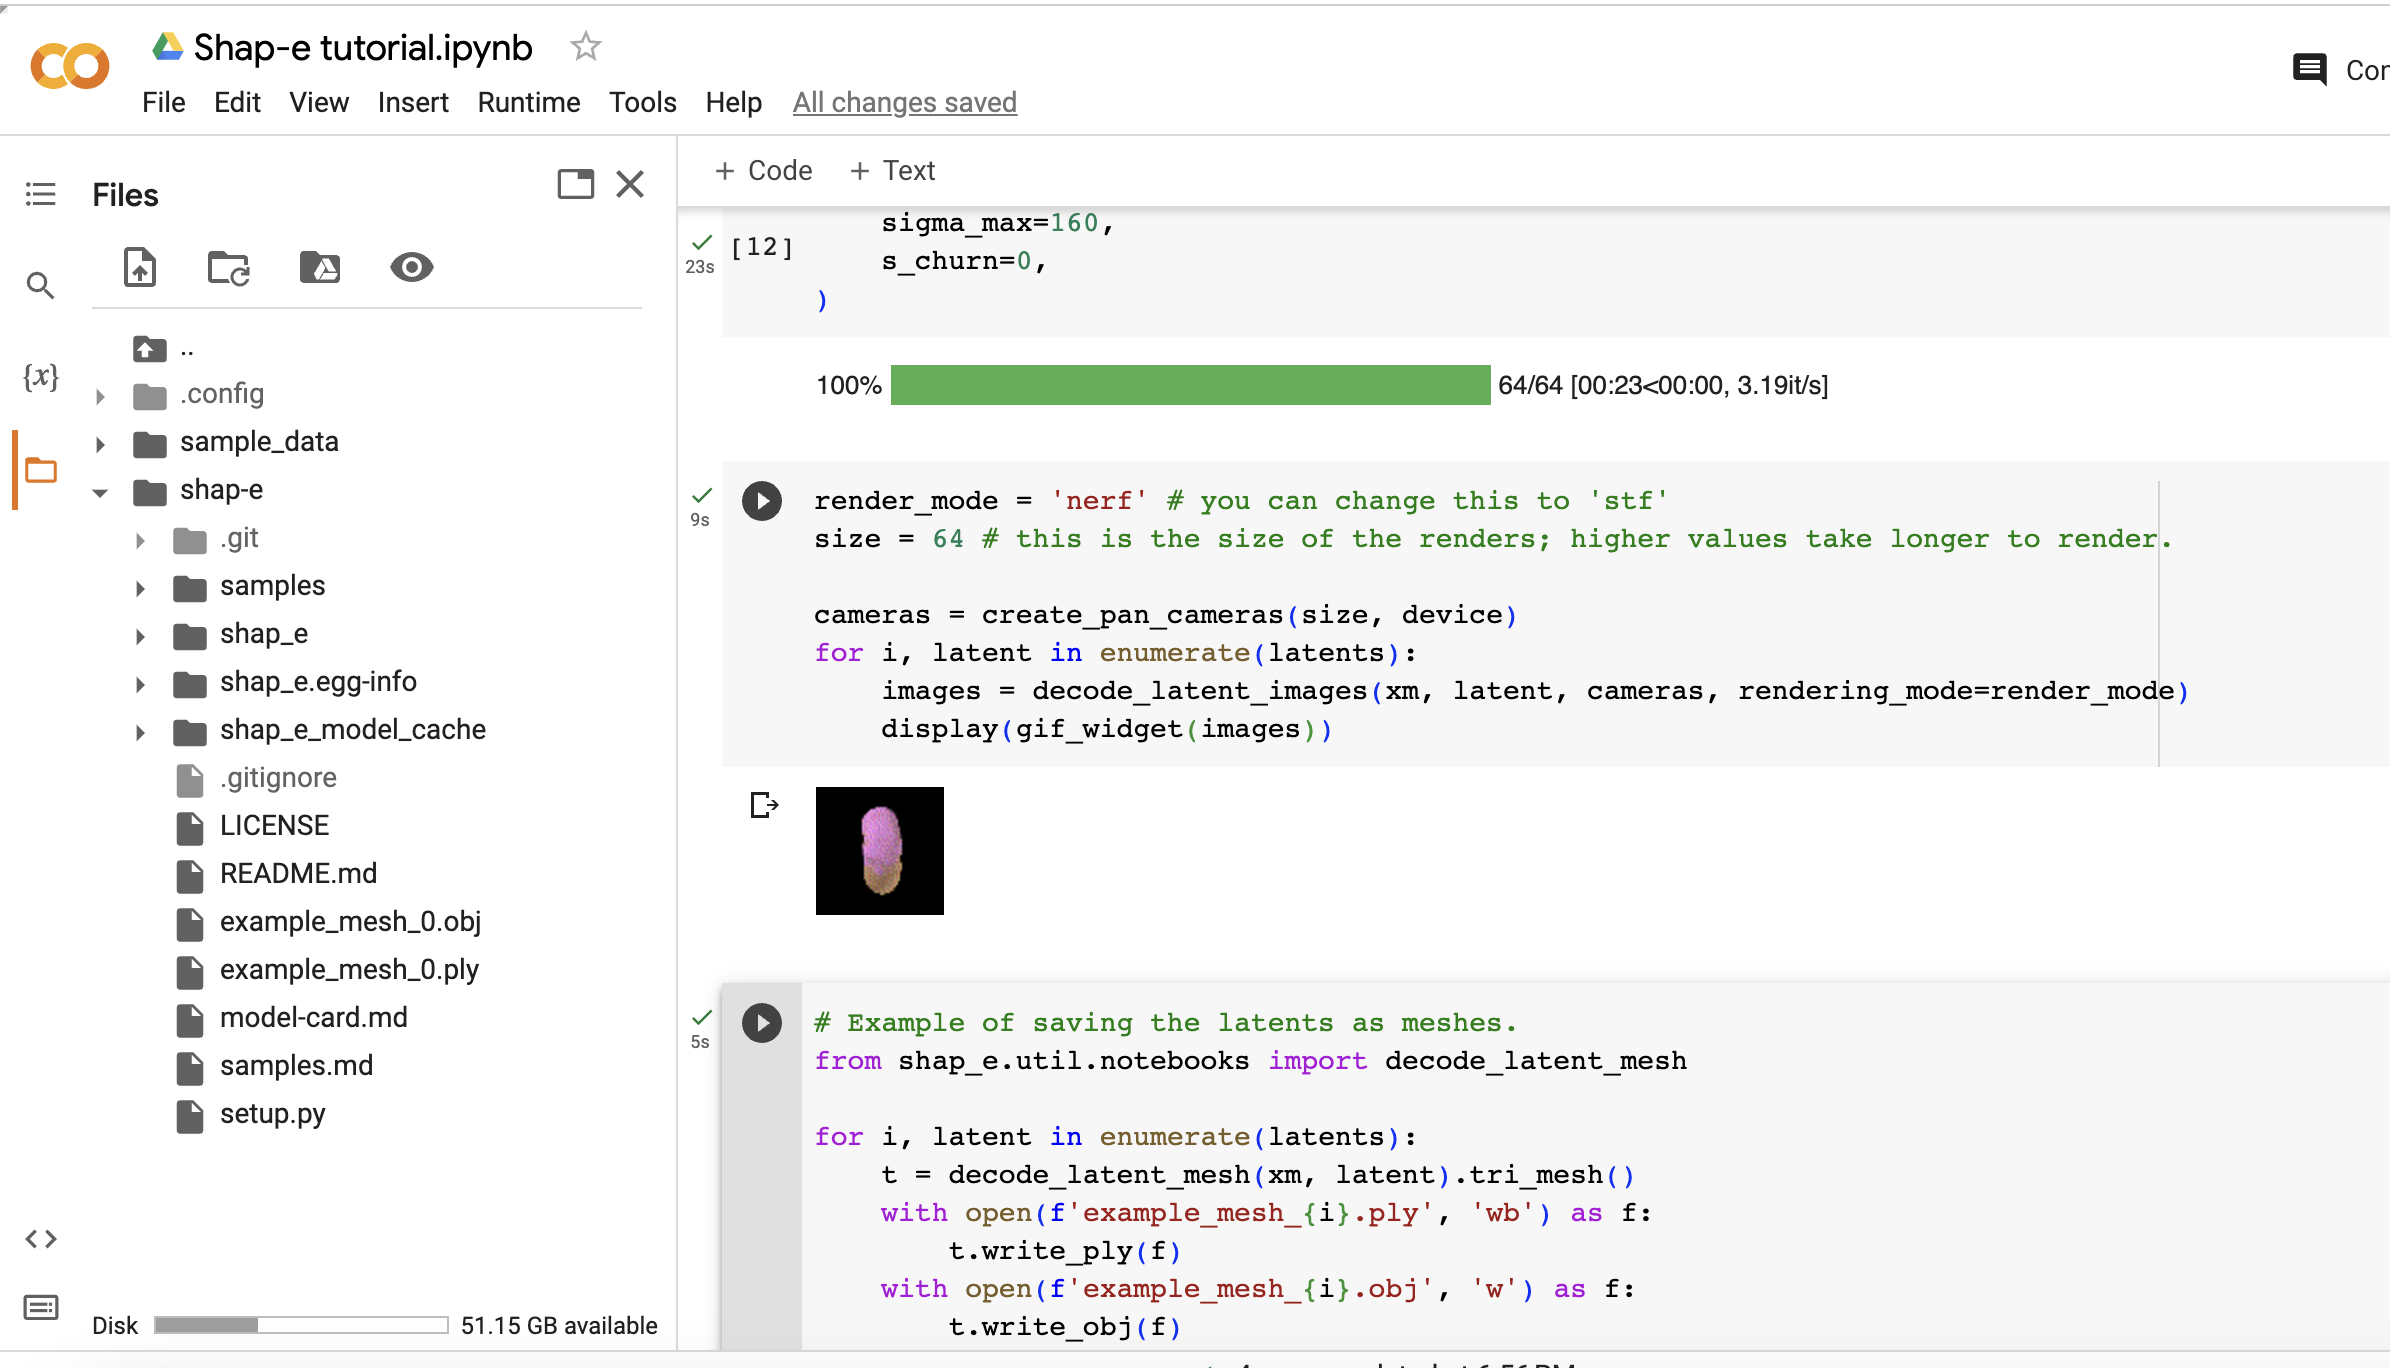 Shap-e tutorial.ipynb
File Edit View Insert Runtime Tools Help All changes saved
Files
..
.config
sample_data
shap-e
.git
samples
shap_e
shap_e.egg-info
shap_e_model_cache
.gitignore
LICENSE
README.md
example_mesh_0.obj
example_mesh_0.ply
model-card.md
samples.md
setup.py
{x}
<>
Disk 51.15 GB available
+ Code + Text
23s
[12]
sigma_max=160,
s_churn=0,
)
100% 64/64 [00:23<00:00, 3.19it/s]
9s
render_mode = 'nerf' # you can change this to 'stf'
size = 64 # this is the size of the renders; higher values take longer to render.
cameras = create_pan_cameras(size, device)
for i, latent in enumerate(latents):
images = decode_latent_images(xm, latent, cameras, rendering_mode=render_mode)
display(gif_widget(images))
5s
# Example of saving the latents as meshes.
from shap_e.util.notebooks import decode_latent_mesh
for i, latent in enumerate(latents):
t = decode_latent_mesh(xm, latent).tri_mesh()
with open(f'example_mesh_{i}.ply', 'wb') as f:
t.write_ply(f)
with open(f'example_mesh_{i}.obj', 'w') as f:
t.write_obj(f)